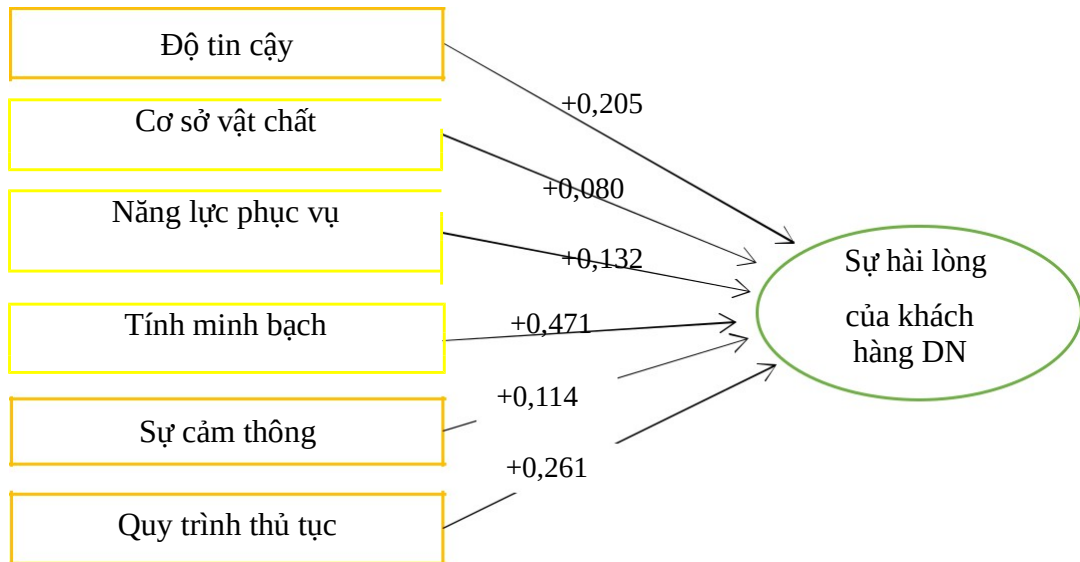 Độ tin cậy
+0,205
Cơ sở vật chất
+0,080
Năng lực phục vụ
+0,132
Sự hài lòng
của khách
hàng DN
Tính minh bạch
+0,471
+0,114
Sự cảm thông
+0,261
Quy trình thủ tục